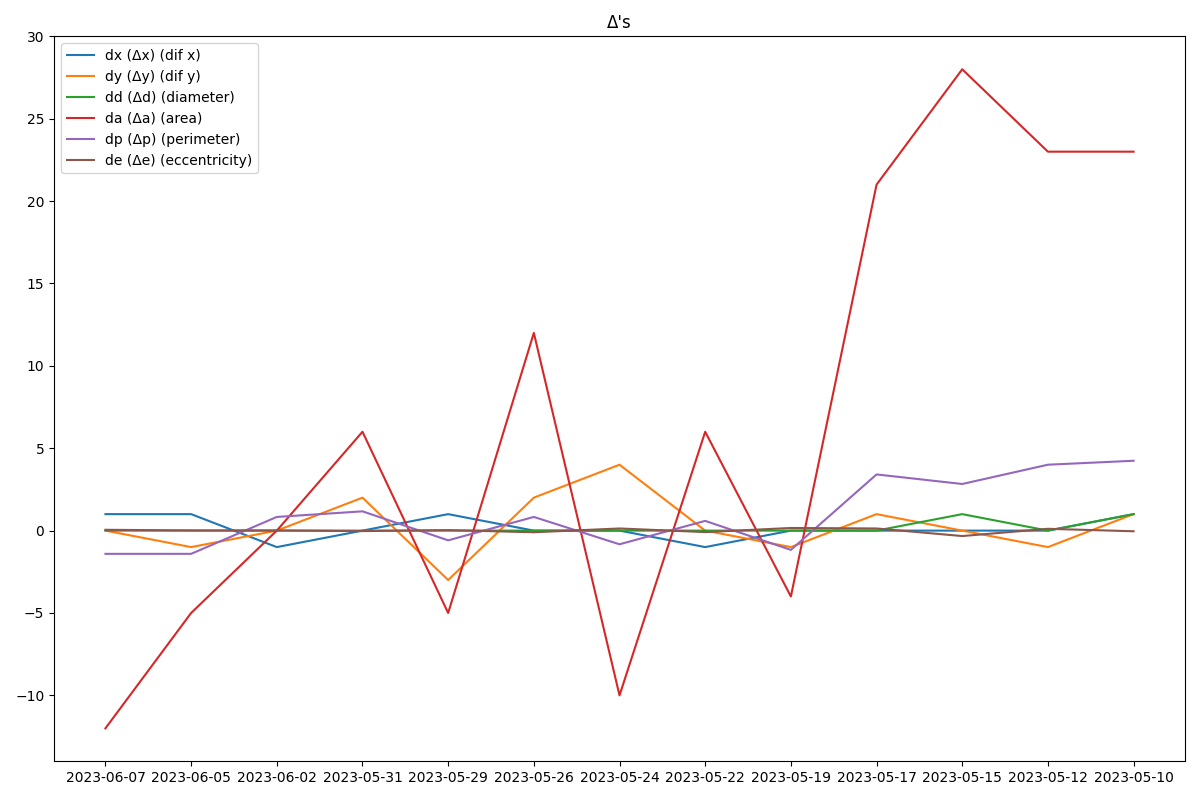 Δ's
30
25
20
15
10
5
0
−5
−10
dx (Δx) (dif x)
dy (Δy) (dif y)
dd (Δd) (diameter)
da (Δa) (area)
dp (Δp) (perimeter)
de (Δe) (eccentricity)
2023-06-07 2023-06-05 2023-06-02 2023-05-31 2023-05-29 2023-05-26 2023-05-24 2023-05-22 2023-05-19 2023-05-17 2023-05-15 2023-05-12 2023-05-10